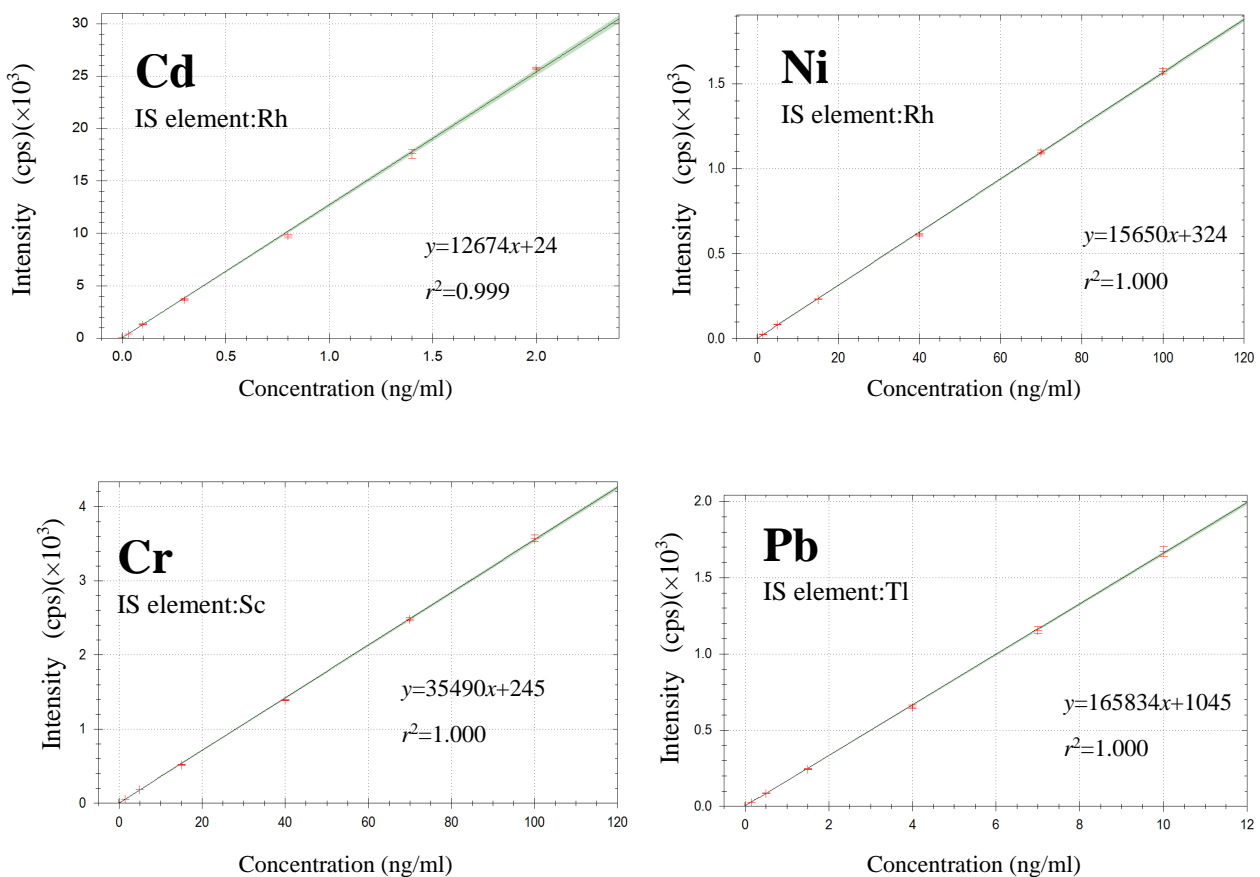 Cd
IS element:Rh
y=12674x+24
r²=0.999
Intensity (cps)(×10³)
30
25
20
15
10
5
0
0.0 0.5 1.0 1.5 2.0
Concentration (ng/ml)
Ni
IS element:Rh
y=15650x+324
r²=1.000
Intensity (cps)(×10³)
1.5
1.0
0.5
0.0
0 20 40 60 80 100 120
Concentration (ng/ml)
Cr
IS element:Sc
y=35490x+245
r²=1.000
Intensity (cps)(×10³)
4
3
2
1
0
0 20 40 60 80 100 120
Concentration (ng/ml)
Pb
IS element:Tl
y=165834x+1045
r²=1.000
Intensity (cps)(×10³)
2.0
1.5
1.0
0.5
0.0
0 2 4 6 8 10 12
Concentration (ng/ml)